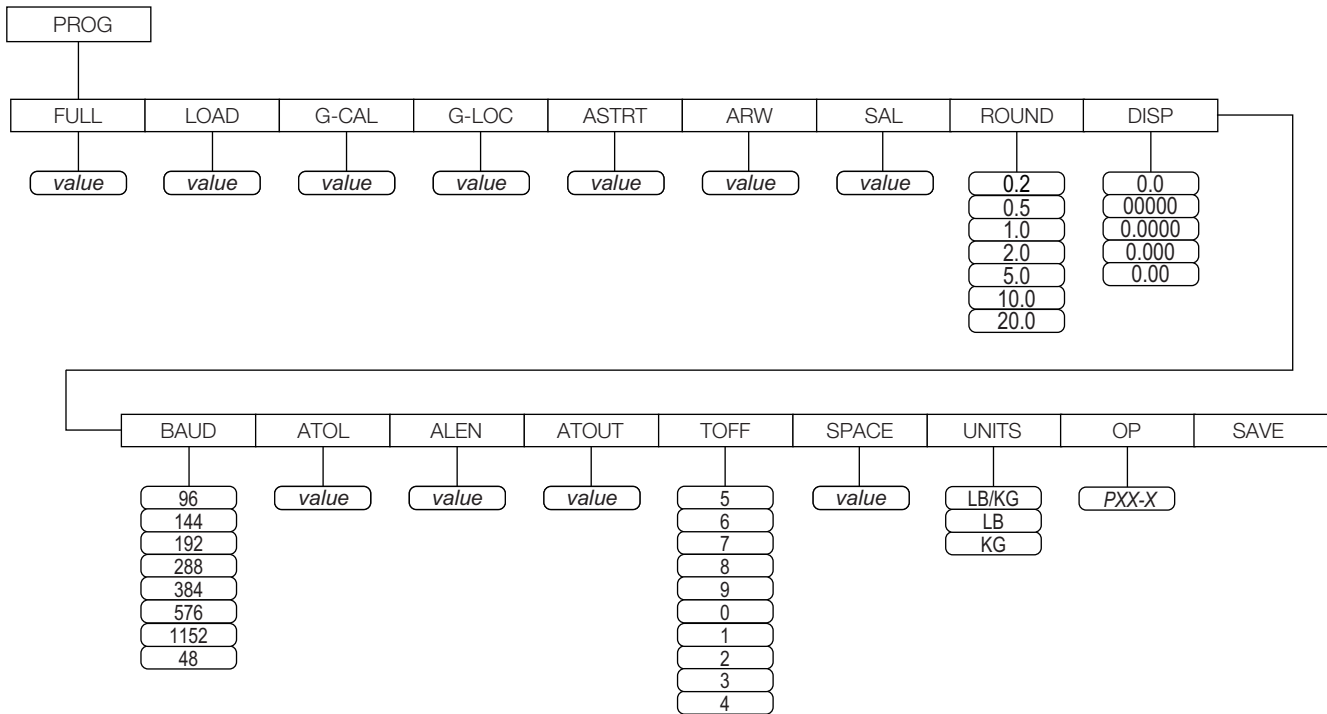 PROG
FULL LOAD G-CAL G-LOC ASTRT ARW SAL ROUND DISP
value value value value value value value 0.2 0.0
0.5 00000
1.0 0.0000
2.0 0.000
5.0 0.00
10.0
20.0
BAUD ATOL ALEN ATOUT TOFF SPACE UNITS OP SAVE
96 value value value 5 value LB/KG PXX-X
144 6 LB
192 7 KG
288 8
384 9
576 0
1152 1
48 2
3
4